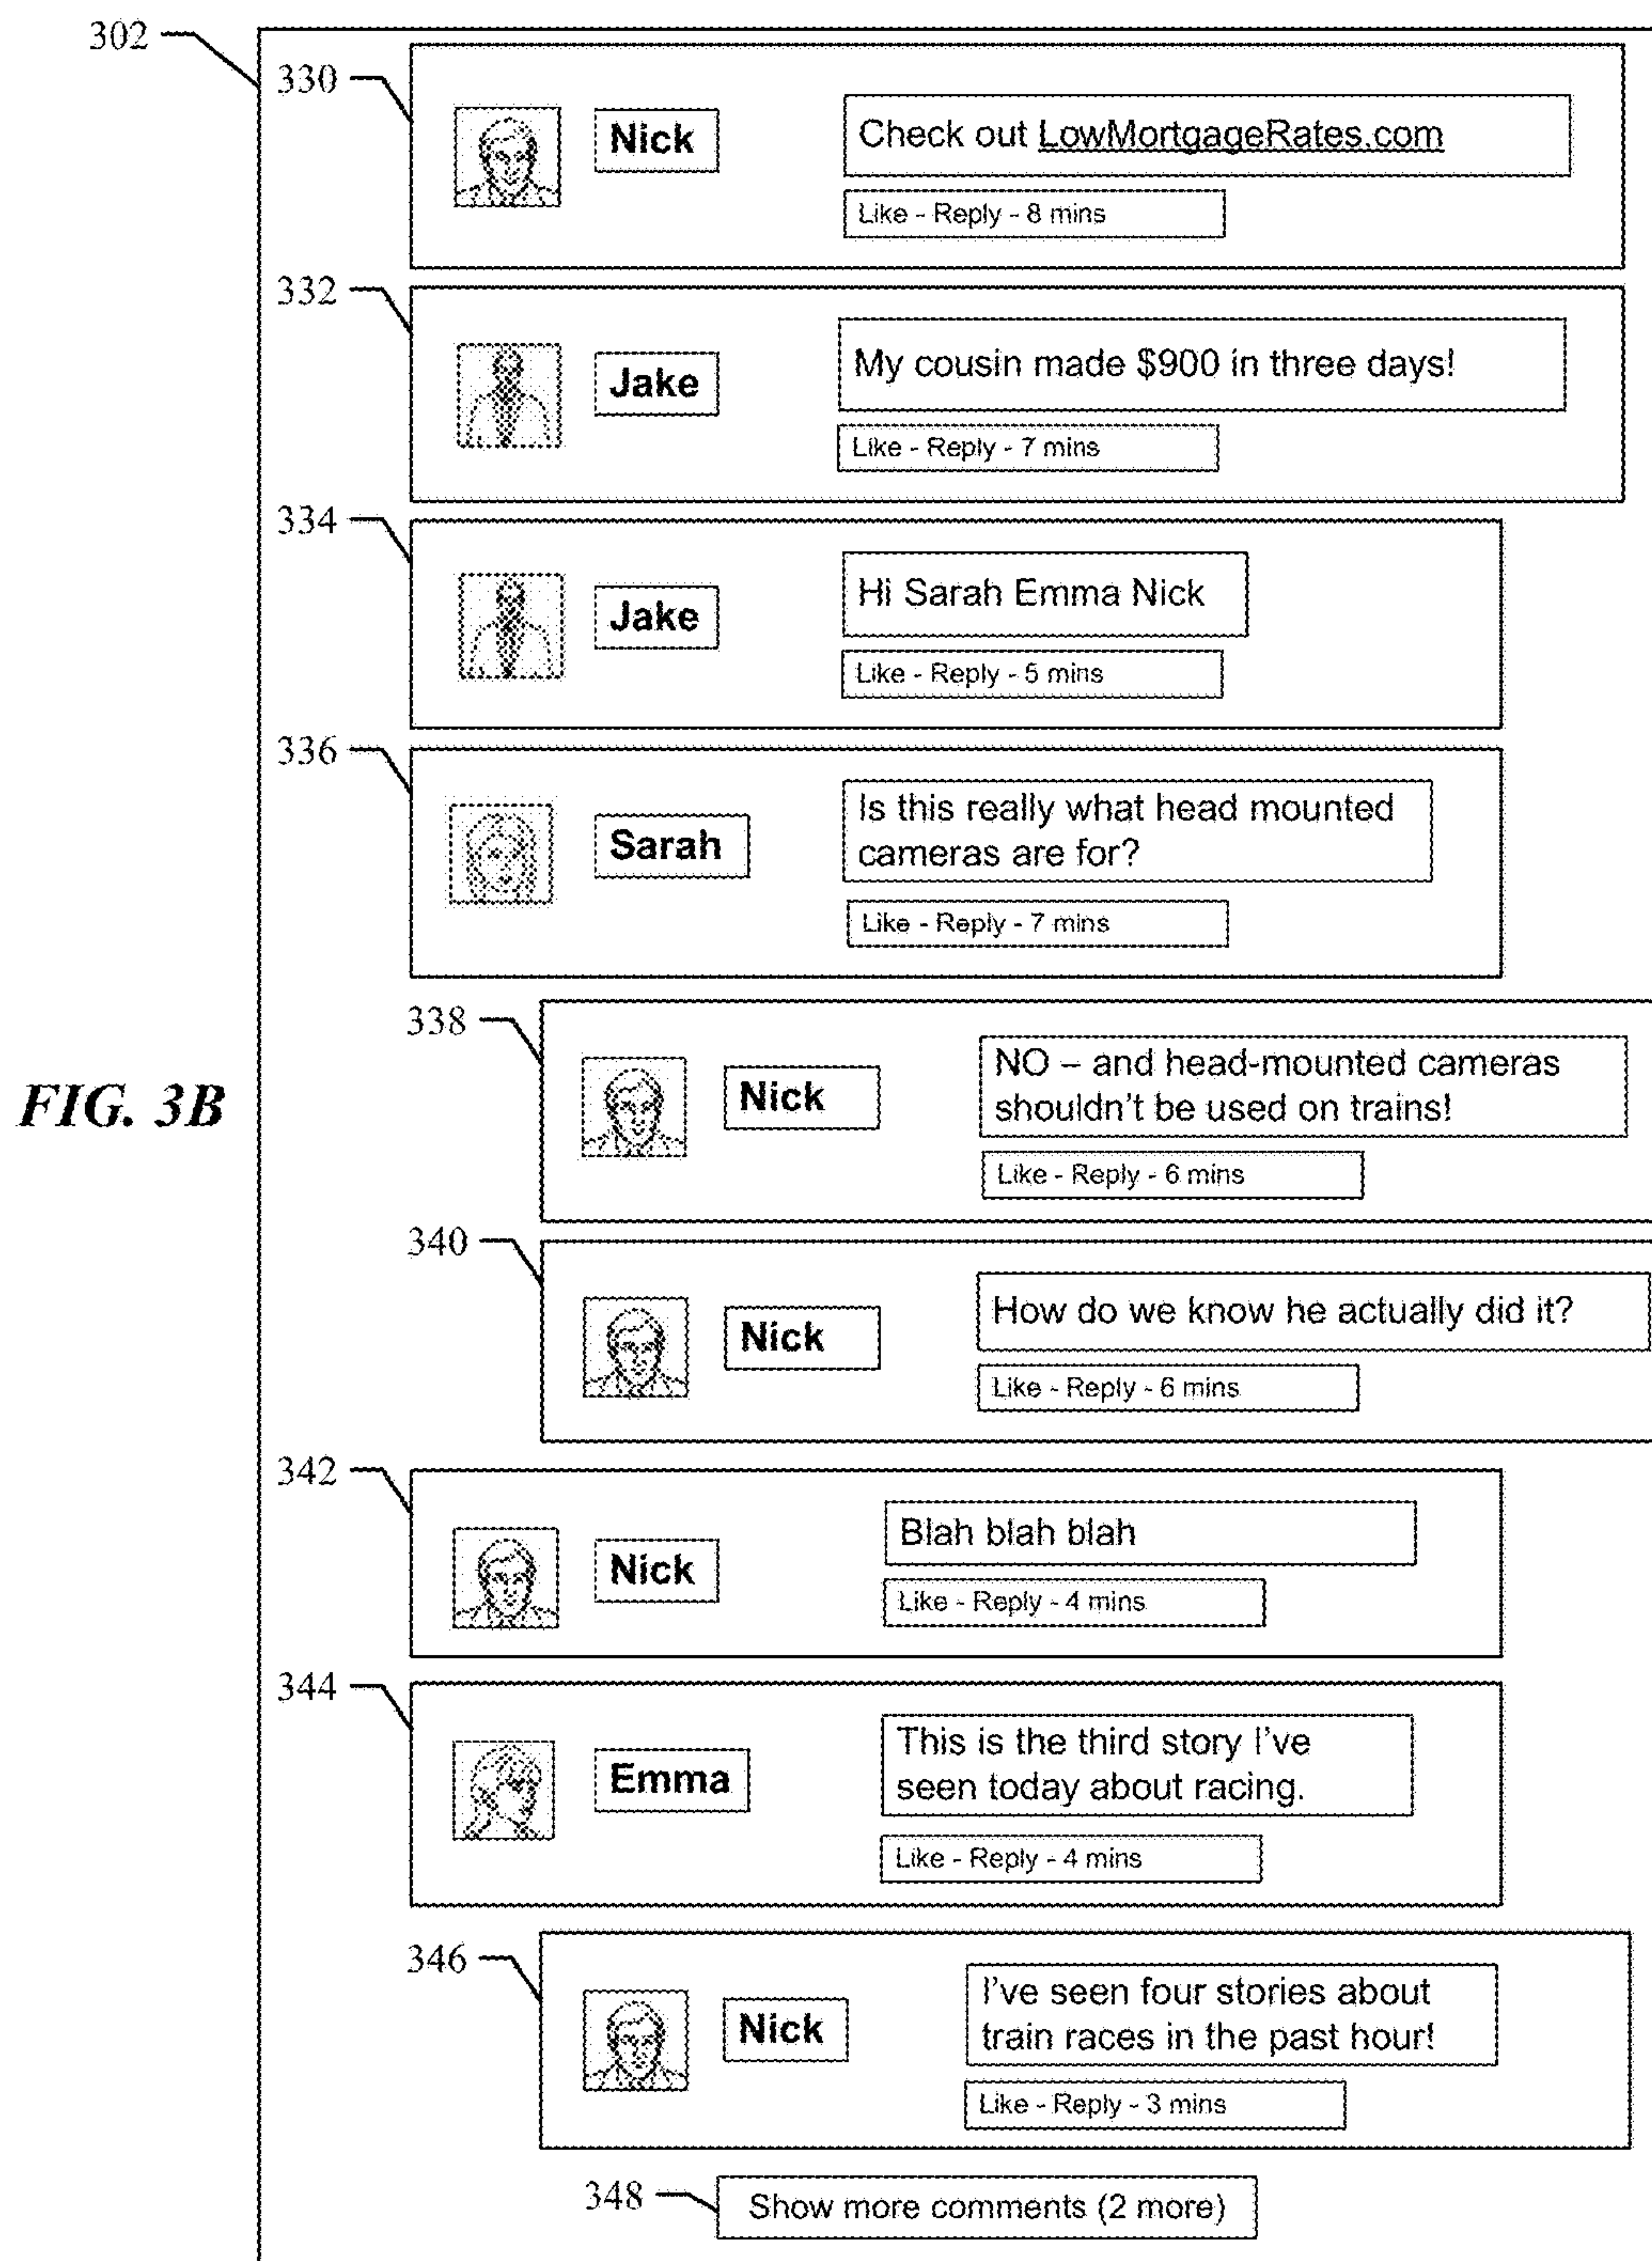 302
330
Nick
Check out LowMortgageRates.com
Like - Reply - 8 mins
332
Jake
My cousin made $900 in three days!
Like - Reply - 7 mins
334
Jake
Hi Sarah Emma Nick
Like - Reply - 5 mins
336
Sarah
Is this really what head mounted
cameras are for?
Like - Reply - 7 mins
338
Nick
NO – and head-mounted cameras
shouldn't be used on trains!
Like - Reply - 6 mins
FIG. 3B
340
Nick
How do we know he actually did it?
Like - Reply - 6 mins
342
Nick
Blah blah blah
Like - Reply - 4 mins
344
Emma
This is the third story I've
seen today about racing.
Like - Reply - 4 mins
346
Nick
I've seen four stories about
train races in the past hour!
Like - Reply - 3 mins
348
Show more comments (2 more)